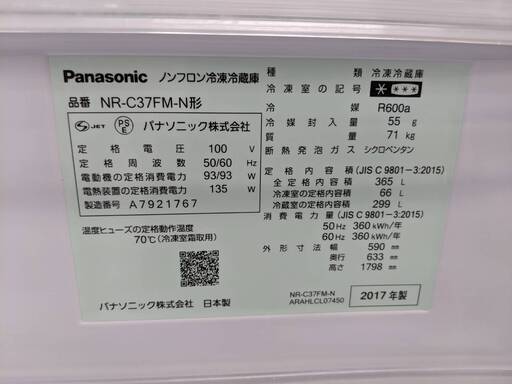 Panasonic ノンフロン冷凍冷蔵庫
品番 NR-C37FM-N形
S JET PS E パナソニック株式会社
定格電圧 100 V
定格周波数 50/60 Hz
電動機の定格消費電力 93/93 W
電熱装置の定格消費電力 135 W
製造番号 A7921767
温度ヒューズの定格動作温度
70℃(冷凍室霜取用)
パナソニック株式会社 日本製
種類 冷凍冷蔵庫
冷凍室の記号 * ***
冷媒 R600a
冷媒封入量 55 g
質量 71 kg
断熱発泡ガス シクロペンタン
定格内容積 (JIS C 9801-3:2015)
全定格内容積 365 L
冷凍室の定格内容積 66 L
冷蔵室の定格内容積 299 L
消費電力量 (JIS C 9801-3:2015)
50Hz 360 kWh/年
60Hz 360 kWh/年
外形寸法 幅 590 mm
奥行 633 mm
高さ 1798 mm
NR-C37FM-N
ARAHLCL07450
2017年製